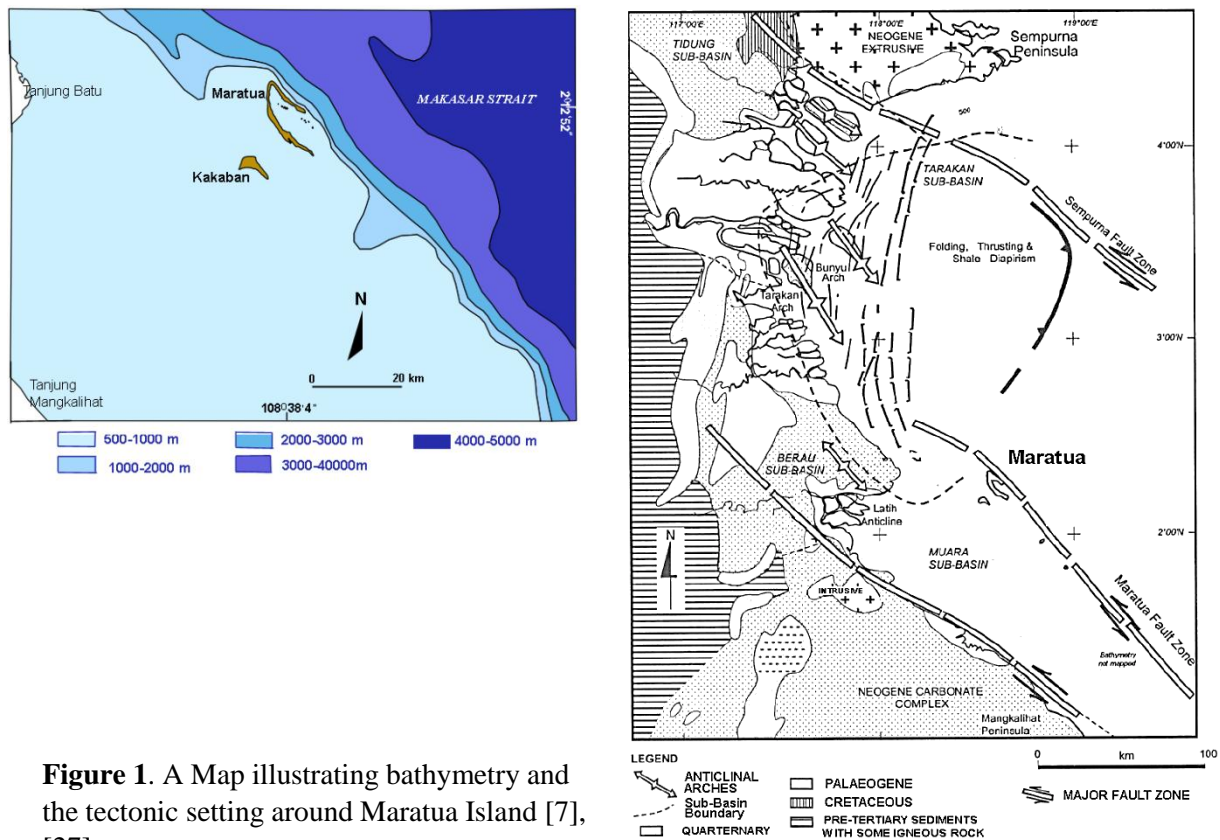 Tanjung Batu
Maratua
MAKASAR STRAIT
2°12'52"
Kakaban
N
Tanjung
Mangkalihat
0 20 km
108°38'4"
500-1000 m
2000-3000 m
4000-5000 m
1000-2000 m
3000-40000m
Figure 1. A Map illustrating bathymetry and
the tectonic setting around Maratua Island [7],
117°00'E
118°00'E
119°00'E
TIDUNG
SUB-BASIN
NEOGENE
EXTRUSIVE
Sempurna
Peninsula
500
4°00'N
TARAKAN
SUB-BASIN
Sempurna Fault Zone
Folding, Thrusting &
Shale Diapirism
Bunyu
Arch
Tarakan
Arch
3°00'N
Maratua
BERAU
SUB-BASIN
Latih
Anticline
N
2°00'N
MUARA
SUB-BASIN
INTRUSIVE
Maratua Fault Zone
Bathymetry
not mapped
NEOGENE CARBONATE
COMPLEX
Mangkalihat
Peninsula
0 km 100
LEGEND
ANTICLINAL
ARCHES
Sub-Basin
Boundary
QUARTERNARY
PALAEOGENE
CRETACEOUS
PRE-TERTIARY SEDIMENTS
WITH SOME IGNEOUS ROCK
MAJOR FAULT ZONE